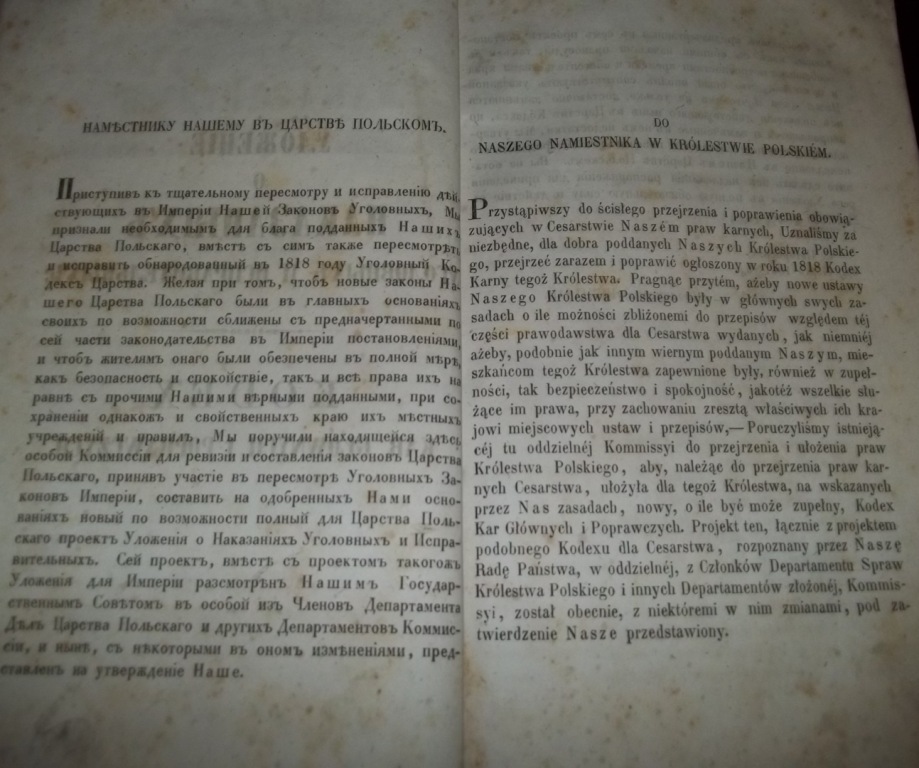 НАМѢСТНИКУ НАШЕМУ ВЪ ЦАРСТВѢ ПОЛЬСКОМЪ.
Приступивъ къ тщательному пересмотру и исправленію дѣй-
ствующихъ въ Имперіи Нашей Законовъ Уголовныхъ, Мы
признали необходимымъ для блага подданныхъ Нашихъ
Царства Польскаго, вмѣстѣ съ симъ также пересмотрѣть
и исправить обнародованный въ 1818 году Уголовный Ко-
дексъ Царства. Желая при томъ, чтобъ новые законы На-
шего Царства Польскаго были въ главныхъ основаніяхъ
своихъ по возможности сближены съ предначертанными по
сей части законодательства въ Имперіи постановленіями,
и чтобъ жителямъ онаго были обезпечены въ полной мѣрѣ,
какъ безопасность и спокойствіе, такъ и всѣ права ихъ на
равнѣ съ прочими Нашими вѣрными подданными, при со-
храненіи однакожъ и свойственныхъ краю ихъ мѣстныхъ
учрежденій и правилъ, Мы поручили находящейся здѣсь
особой Коммиссіи для ревизіи и составленія законовъ Царства
Польскаго, принявъ участіе въ пересмотрѣ Уголовныхъ За-
коновъ Имперіи, составить на одобренныхъ Нами осно-
ваніяхъ новый по возможности полный для Царства Поль-
скаго проектъ Уложенія о Наказаніяхъ Уголовныхъ и Испра-
вительныхъ. Сей проектъ, вмѣстѣ съ проектомъ такогожъ
Уложенія для Имперіи разсмотрѣнъ Нашимъ Государ-
ственнымъ Совѣтомъ въ особой изъ Членовъ Департамента
Дѣлъ Царства Польскаго и другихъ Департаментовъ Коммис-
сіи, и нынѣ, съ нѣкоторыми въ ономъ измѣненіями, пред-
ставленъ на утвержденіе Наше.
DO
NASZEGO NAMIESTNIKA W KRÓLESTWIE POLSKIÉM.
Przystąpiwszy do ścisłego przejrzenia i poprawienia obowią-
zujących w Cesarstwie Naszém praw karnych, Uznaliśmy za
niezbędne, dla dobra poddanych Naszych Królestwa Polskie-
go, przejrzeć zarazem i poprawić ogłoszony w roku 1818 Kodex
Karny tegoż Królestwa. Pragnąc przytém, ażeby nowe ustawy
Naszego Królestwa Polskiego były w głównych swych za-
sadach o ile możności zbliżonemi do przepisów względem téj
części prawodawstwa dla Cesarstwa wydanych, jak niemniéj
ażeby, podobnie jak innym wiernym poddanym Naszym, mie-
szkańcom tegoż Królestwa zapewnione były, również w zupeł-
ności, tak bezpieczeństwo i spokojność, jakotéż wszelkie słu-
żące im prawa, przy zachowaniu zresztą właściwych ich kra-
jowi miejscowych ustaw i przepisów,— Poruczyliśmy istnieją-
céj tu oddzielnéj Kommissyi do przejrzenia i ułożenia praw
Królestwa Polskiego, aby, należąc do przejrzenia praw kar-
nych Cesarstwa, ułożyła dla tegoż Królestwa, na wskazanych
przez Nas zasadach, nowy, o ile być może zupełny, Kodex
Kar Głównych i Poprawczych. Projekt ten, łącznie z projektem
podobnego Kodexu dla Cesarstwa, rozpoznany przez Naszę
Radę Państwa, w oddzielnéj, z Członków Departamentu Spraw
Królestwa Polskiego i innych Departamentów złożonéj, Kommis-
syi, został obecnie, z niektóremi w nim zmianami, pod za-
twierdzenie Nasze przedstawiony.